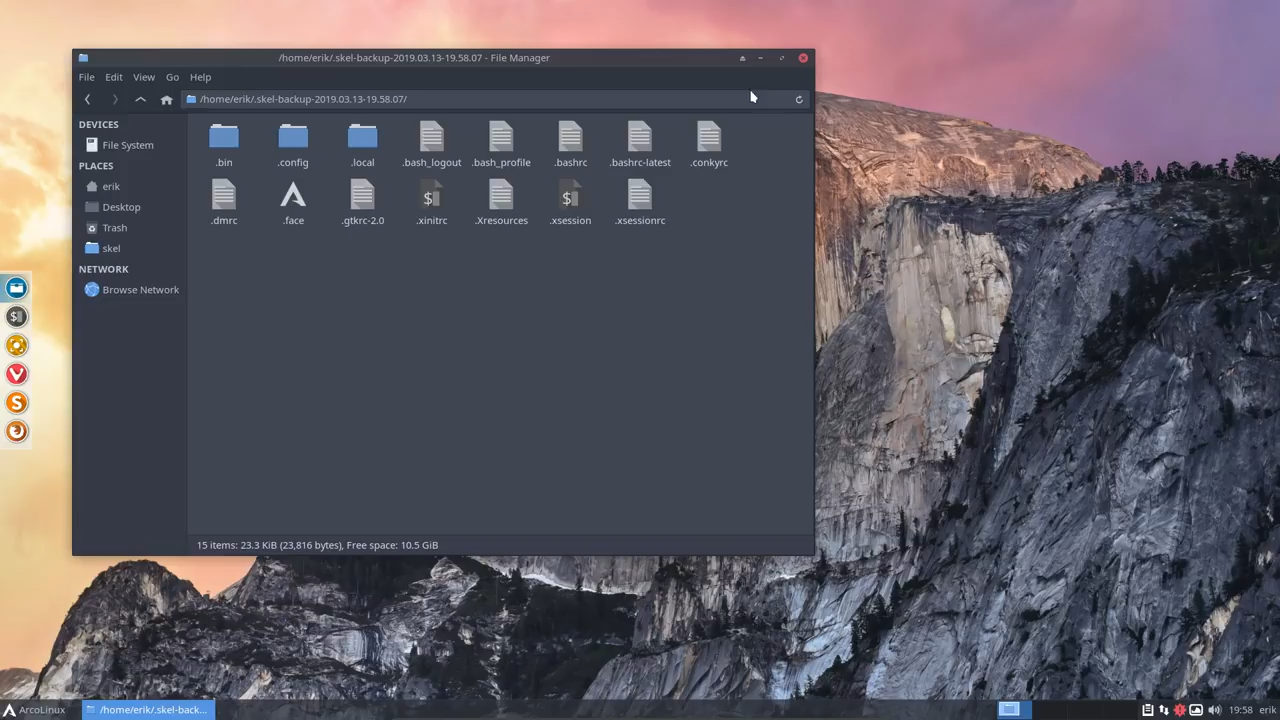 /home/erik/.skel-backup-2019.03.13-19.58.07 - File Manager
File Edit View Go Help
/home/erik/.skel-backup-2019.03.13-19.58.07/
DEVICES
File System
PLACES
erik
Desktop
Trash
skel
NETWORK
Browse Network
.bin .config .local .bash_logout .bash_profile .bashrc .bashrc-latest .conkyrc
.dmrc .face .gtkrc-2.0 .xinitrc .Xresources .xsession .xsessionrc
15 items: 23.3 KiB (23,816 bytes), Free space: 10.5 GiB
ArcoLinux /home/erik/.skel-back... 19:58 erik